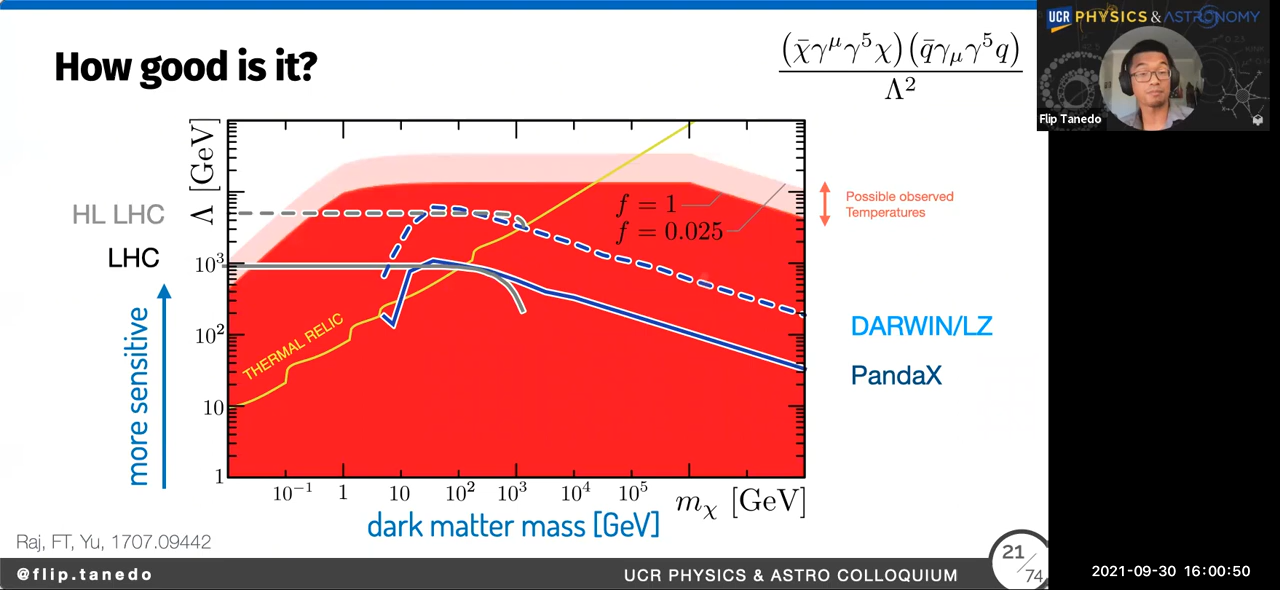 How good is it?
(χ̄γ^μγ^5χ)(q̄γ_μγ^5q)
Λ²
UCR PHYSICS & ASTRONOMY
Flip Tanedo
Λ [GeV]
HL LHC
LHC
more sensitive
10³
10²
10
1
THERMAL RELIC
f = 1
f = 0.025
Possible observed
Temperatures
DARWIN/LZ
PandaX
10⁻¹ 1 10 10² 10³ 10⁴ 10⁵ m_χ [GeV]
dark matter mass [GeV]
Raj, FT, Yu, 1707.09442
@flip.tanedo
UCR PHYSICS & ASTRO COLLOQUIUM
21/74
2021-09-30 16:00:50